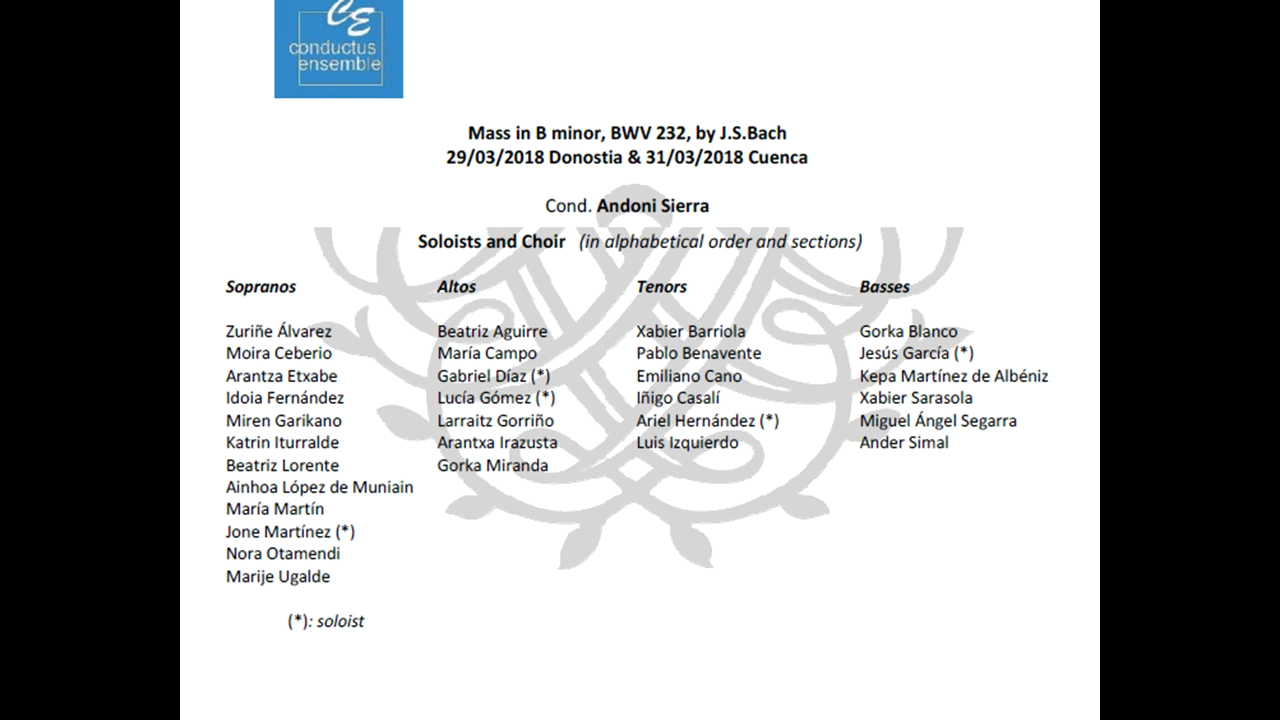 CE
conductus
ensemble
Mass in B minor, BWV 232, by J.S.Bach
29/03/2018 Donostia & 31/03/2018 Cuenca
Cond. Andoni Sierra
Soloists and Choir (in alphabetical order and sections)
Sopranos
Zuriñe Álvarez
Moira Ceberio
Arantza Etxabe
Idoia Fernández
Miren Garikano
Katrin Iturralde
Beatriz Lorente
Ainhoa López de Muniain
María Martín
Jone Martínez (*)
Nora Otamendi
Marije Ugalde
Altos
Beatriz Aguirre
María Campo
Gabriel Díaz (*)
Lucía Gómez (*)
Larraitz Gorriño
Arantxa Irazusta
Gorka Miranda
Tenors
Xabier Barriola
Pablo Benavente
Emiliano Cano
Iñigo Casalí
Ariel Hernández (*)
Luis Izquierdo
Basses
Gorka Blanco
Jesús García (*)
Kepa Martínez de Albéniz
Xabier Sarasola
Miguel Ángel Segarra
Ander Simal
(*): soloist